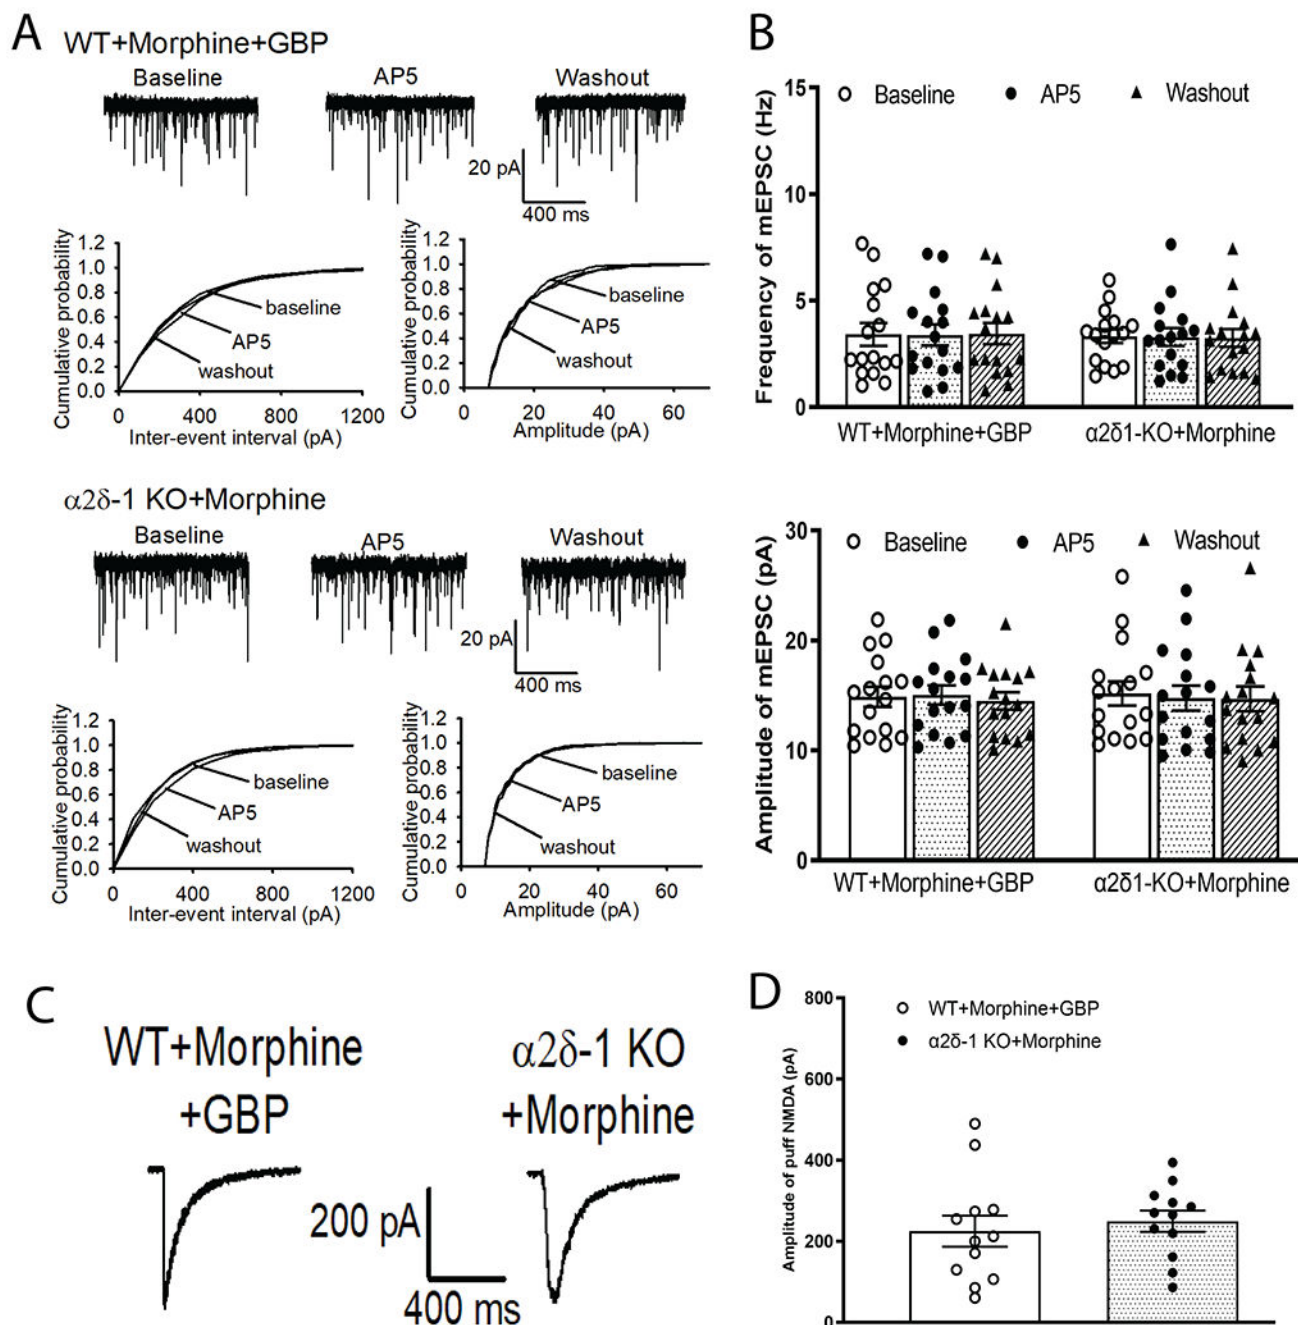 A
WT+Morphine+GBP
Baseline
AP5
Washout
20 pA
400 ms
Cumulative probability
1.2
1.0
0.8
0.6
0.4
0.2
0.0
baseline
AP5
washout
0
400
800
1200
Inter-event interval (pA)
Cumulative probability
1.2
1.0
0.8
0.6
0.4
0.2
0.0
baseline
AP5
washout
0
20
40
60
Amplitude (pA)
α2δ-1 KO+Morphine
Baseline
AP5
Washout
20 pA
400 ms
Cumulative probability
1.2
1.0
0.8
0.6
0.4
0.2
0.0
baseline
AP5
washout
0
400
800
1200
Inter-event interval (pA)
Cumulative probability
1.2
1.0
0.8
0.6
0.4
0.2
0.0
baseline
AP5
washout
0
20
40
60
Amplitude (pA)
B
Frequency of mEPSC (Hz)
15
10
5
0
Baseline
AP5
Washout
WT+Morphine+GBP
α2δ1-KO+Morphine
Amplitude of mEPSC (pA)
30
20
10
0
Baseline
AP5
Washout
WT+Morphine+GBP
α2δ1-KO+Morphine
C
WT+Morphine
+GBP
α2δ-1 KO
+Morphine
200 pA
400 ms
D
Amplitude of puff NMDA (pA)
800
600
400
200
0
WT+Morphine+GBP
α2δ-1 KO+Morphine